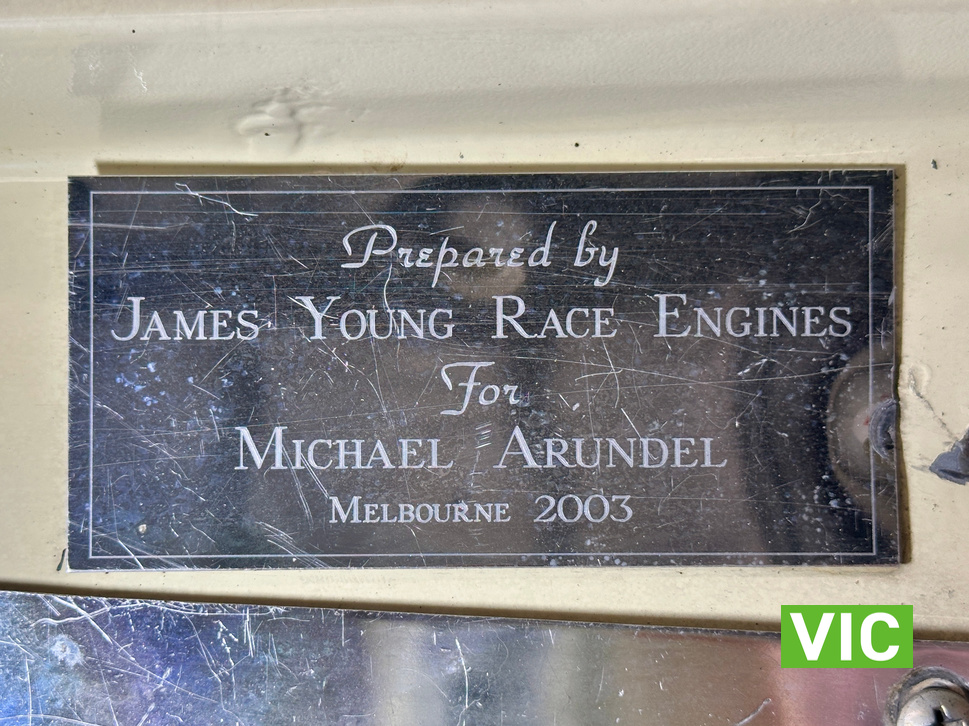 Prepared by
JAMES YOUNG RACE ENGINES
For
MICHAEL ARUNDEL
MELBOURNE 2003
VIC